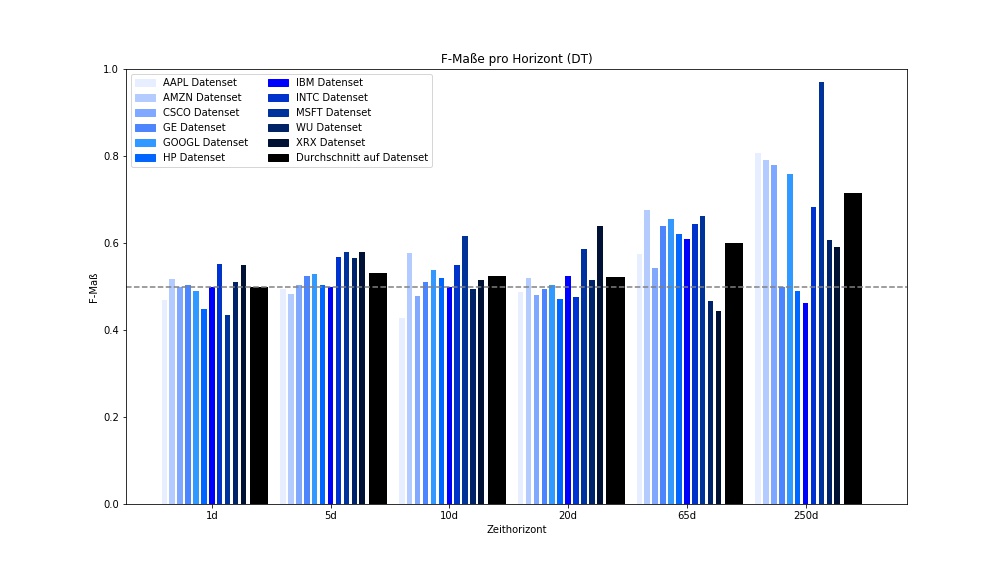 F-Maße pro Horizont (DT)
1.0
0.8
0.6
0.4
0.2
0.0
F-Maß
AAPL Datenset
AMZN Datenset
CSCO Datenset
GE Datenset
GOOGL Datenset
HP Datenset
IBM Datenset
INTC Datenset
MSFT Datenset
WU Datenset
XRX Datenset
Durchschnitt auf Datenset
1d 5d 10d 20d 65d 250d
Zeithorizont